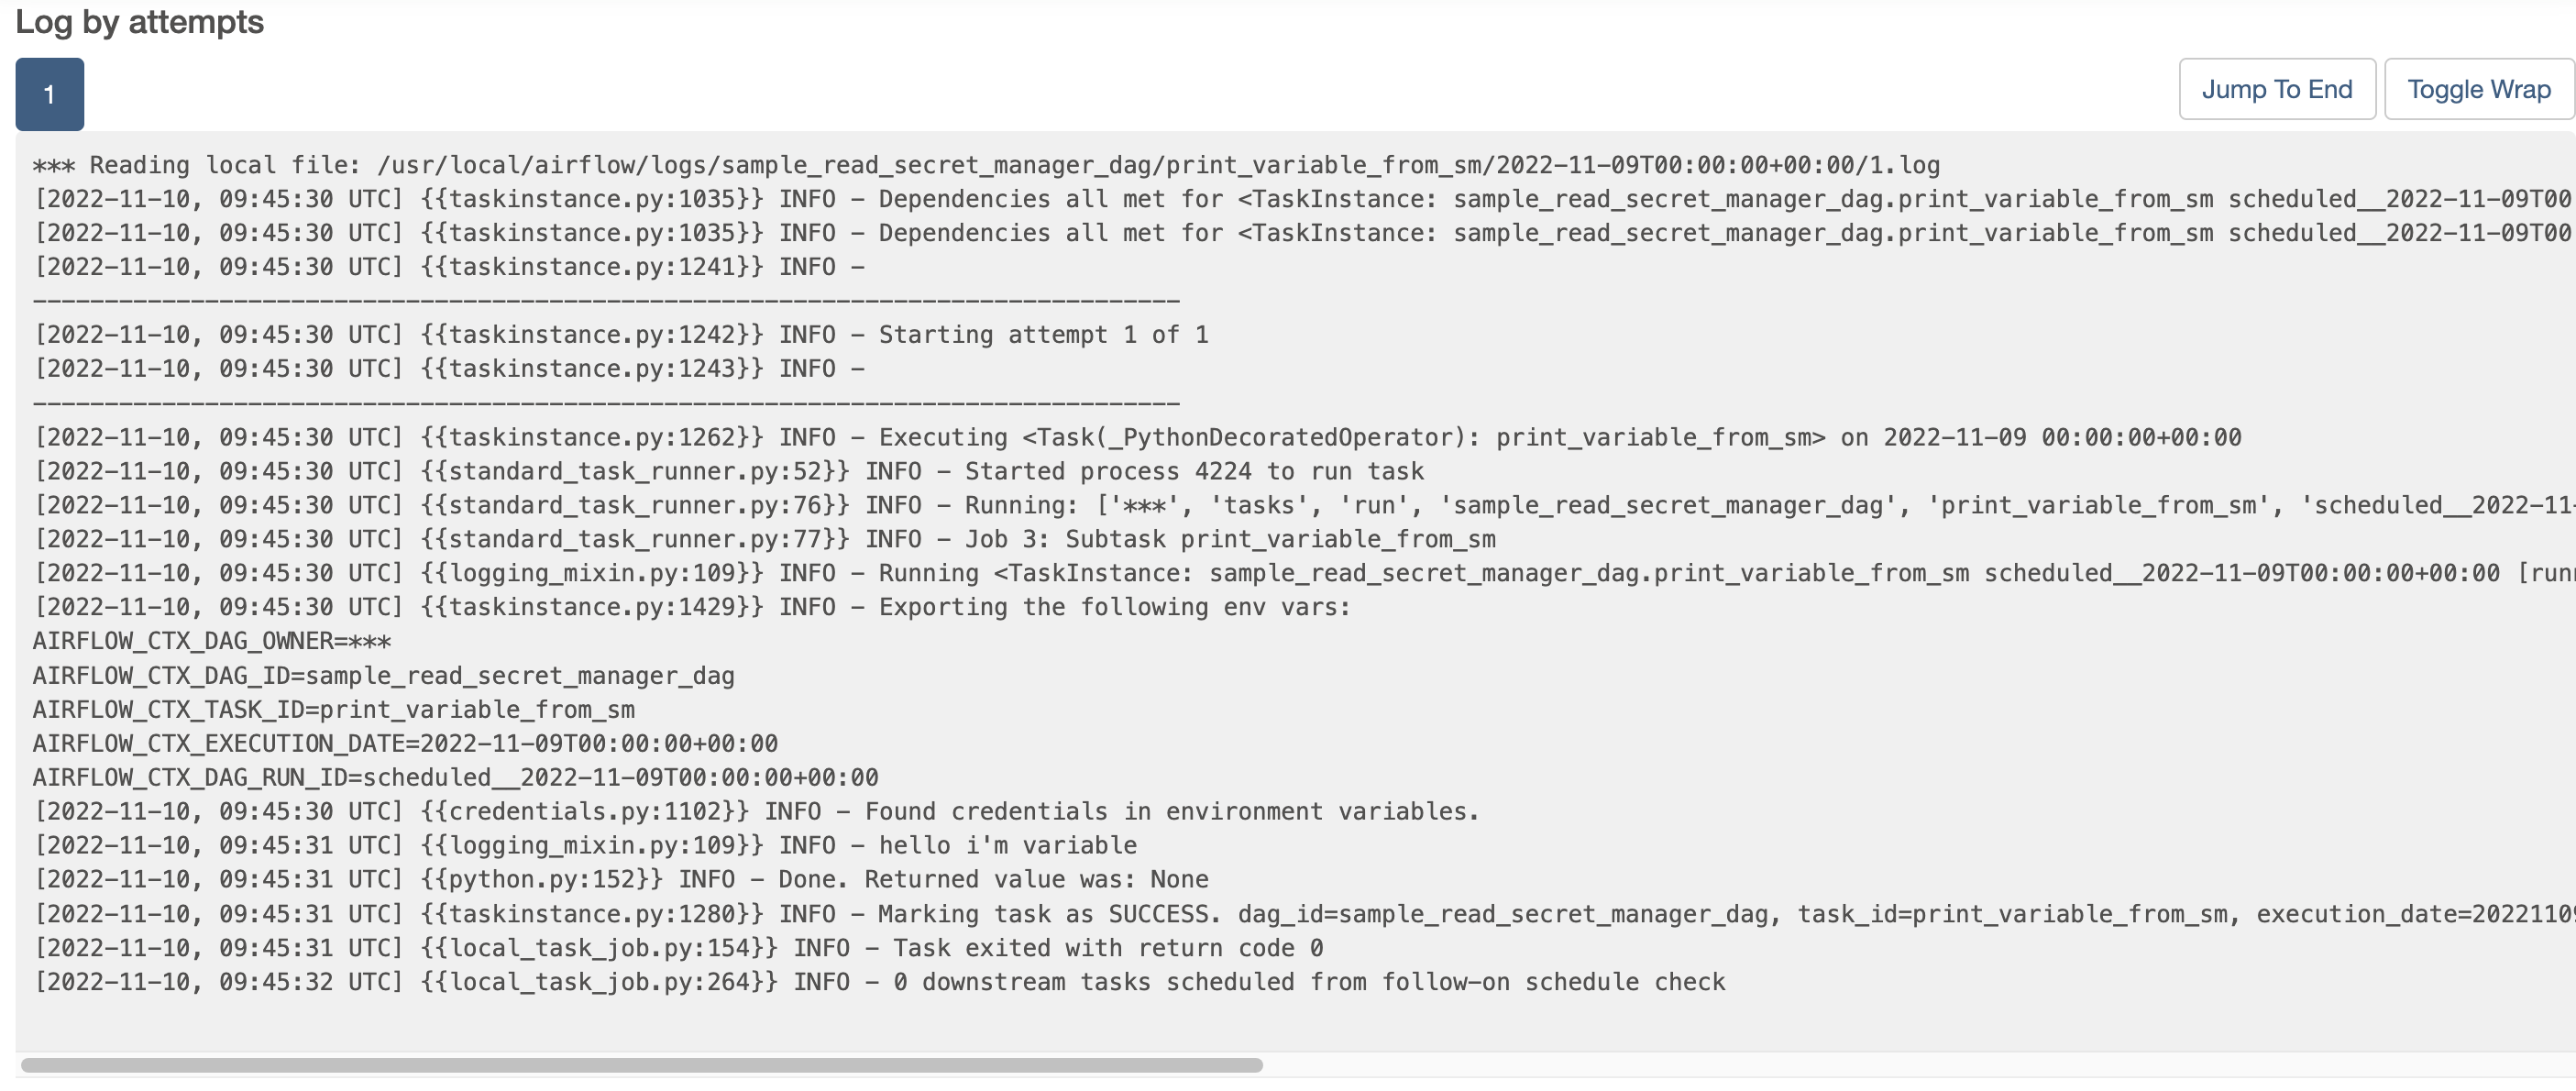 Log by attempts
1
Jump To End
Toggle Wrap
*** Reading local file: /usr/local/airflow/logs/sample_read_secret_manager_dag/print_variable_from_sm/2022-11-09T00:00:00+00:00/1.log
[2022-11-10, 09:45:30 UTC] {{taskinstance.py:1035}} INFO - Dependencies all met for <TaskInstance: sample_read_secret_manager_dag.print_variable_from_sm scheduled__2022-11-09T00
[2022-11-10, 09:45:30 UTC] {{taskinstance.py:1035}} INFO - Dependencies all met for <TaskInstance: sample_read_secret_manager_dag.print_variable_from_sm scheduled__2022-11-09T00
[2022-11-10, 09:45:30 UTC] {{taskinstance.py:1241}} INFO -
--------------------------------------------------------------------------------
[2022-11-10, 09:45:30 UTC] {{taskinstance.py:1242}} INFO - Starting attempt 1 of 1
[2022-11-10, 09:45:30 UTC] {{taskinstance.py:1243}} INFO -
--------------------------------------------------------------------------------
[2022-11-10, 09:45:30 UTC] {{taskinstance.py:1262}} INFO - Executing <Task(_PythonDecoratedOperator): print_variable_from_sm> on 2022-11-09 00:00:00+00:00
[2022-11-10, 09:45:30 UTC] {{standard_task_runner.py:52}} INFO - Started process 4224 to run task
[2022-11-10, 09:45:30 UTC] {{standard_task_runner.py:76}} INFO - Running: ['***', 'tasks', 'run', 'sample_read_secret_manager_dag', 'print_variable_from_sm', 'scheduled__2022-11-
[2022-11-10, 09:45:30 UTC] {{standard_task_runner.py:77}} INFO - Job 3: Subtask print_variable_from_sm
[2022-11-10, 09:45:30 UTC] {{logging_mixin.py:109}} INFO - Running <TaskInstance: sample_read_secret_manager_dag.print_variable_from_sm scheduled__2022-11-09T00:00:00+00:00 [run
[2022-11-10, 09:45:30 UTC] {{taskinstance.py:1429}} INFO - Exporting the following env vars:
AIRFLOW_CTX_DAG_OWNER=***
AIRFLOW_CTX_DAG_ID=sample_read_secret_manager_dag
AIRFLOW_CTX_TASK_ID=print_variable_from_sm
AIRFLOW_CTX_EXECUTION_DATE=2022-11-09T00:00:00+00:00
AIRFLOW_CTX_DAG_RUN_ID=scheduled__2022-11-09T00:00:00+00:00
[2022-11-10, 09:45:30 UTC] {{credentials.py:1102}} INFO - Found credentials in environment variables.
[2022-11-10, 09:45:31 UTC] {{logging_mixin.py:109}} INFO - hello i'm variable
[2022-11-10, 09:45:31 UTC] {{python.py:152}} INFO - Done. Returned value was: None
[2022-11-10, 09:45:31 UTC] {{taskinstance.py:1280}} INFO - Marking task as SUCCESS. dag_id=sample_read_secret_manager_dag, task_id=print_variable_from_sm, execution_date=20221109
[2022-11-10, 09:45:31 UTC] {{local_task_job.py:154}} INFO - Task exited with return code 0
[2022-11-10, 09:45:32 UTC] {{local_task_job.py:264}} INFO - 0 downstream tasks scheduled from follow-on schedule check